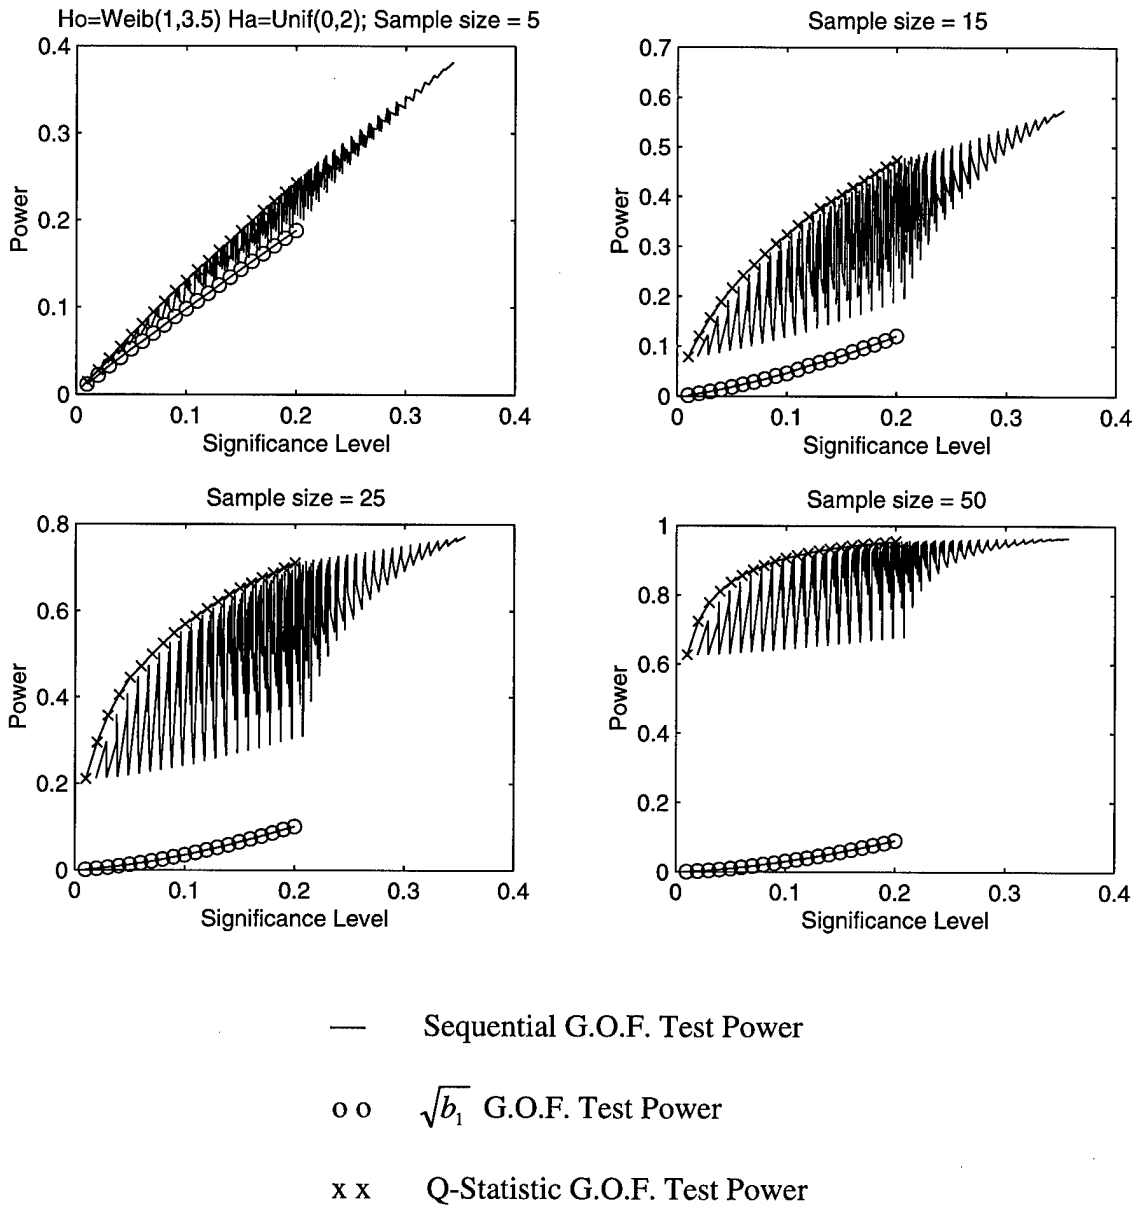 Ho=Weib(1,3.5) Ha=Unif(0,2); Sample size = 5
0.4
0.3
0.2
0.1
0
Power
0 0.1 0.2 0.3 0.4
Significance Level
Sample size = 15
0.7
0.6
0.5
0.4
0.3
0.2
0.1
0
Power
0 0.1 0.2 0.3 0.4
Significance Level
Sample size = 25
0.8
0.6
0.4
0.2
0
Power
0 0.1 0.2 0.3 0.4
Significance Level
Sample size = 50
1
0.8
0.6
0.4
0.2
0
Power
0 0.1 0.2 0.3 0.4
Significance Level
— Sequential G.O.F. Test Power
o o √b₁ G.O.F. Test Power
x x Q-Statistic G.O.F. Test Power